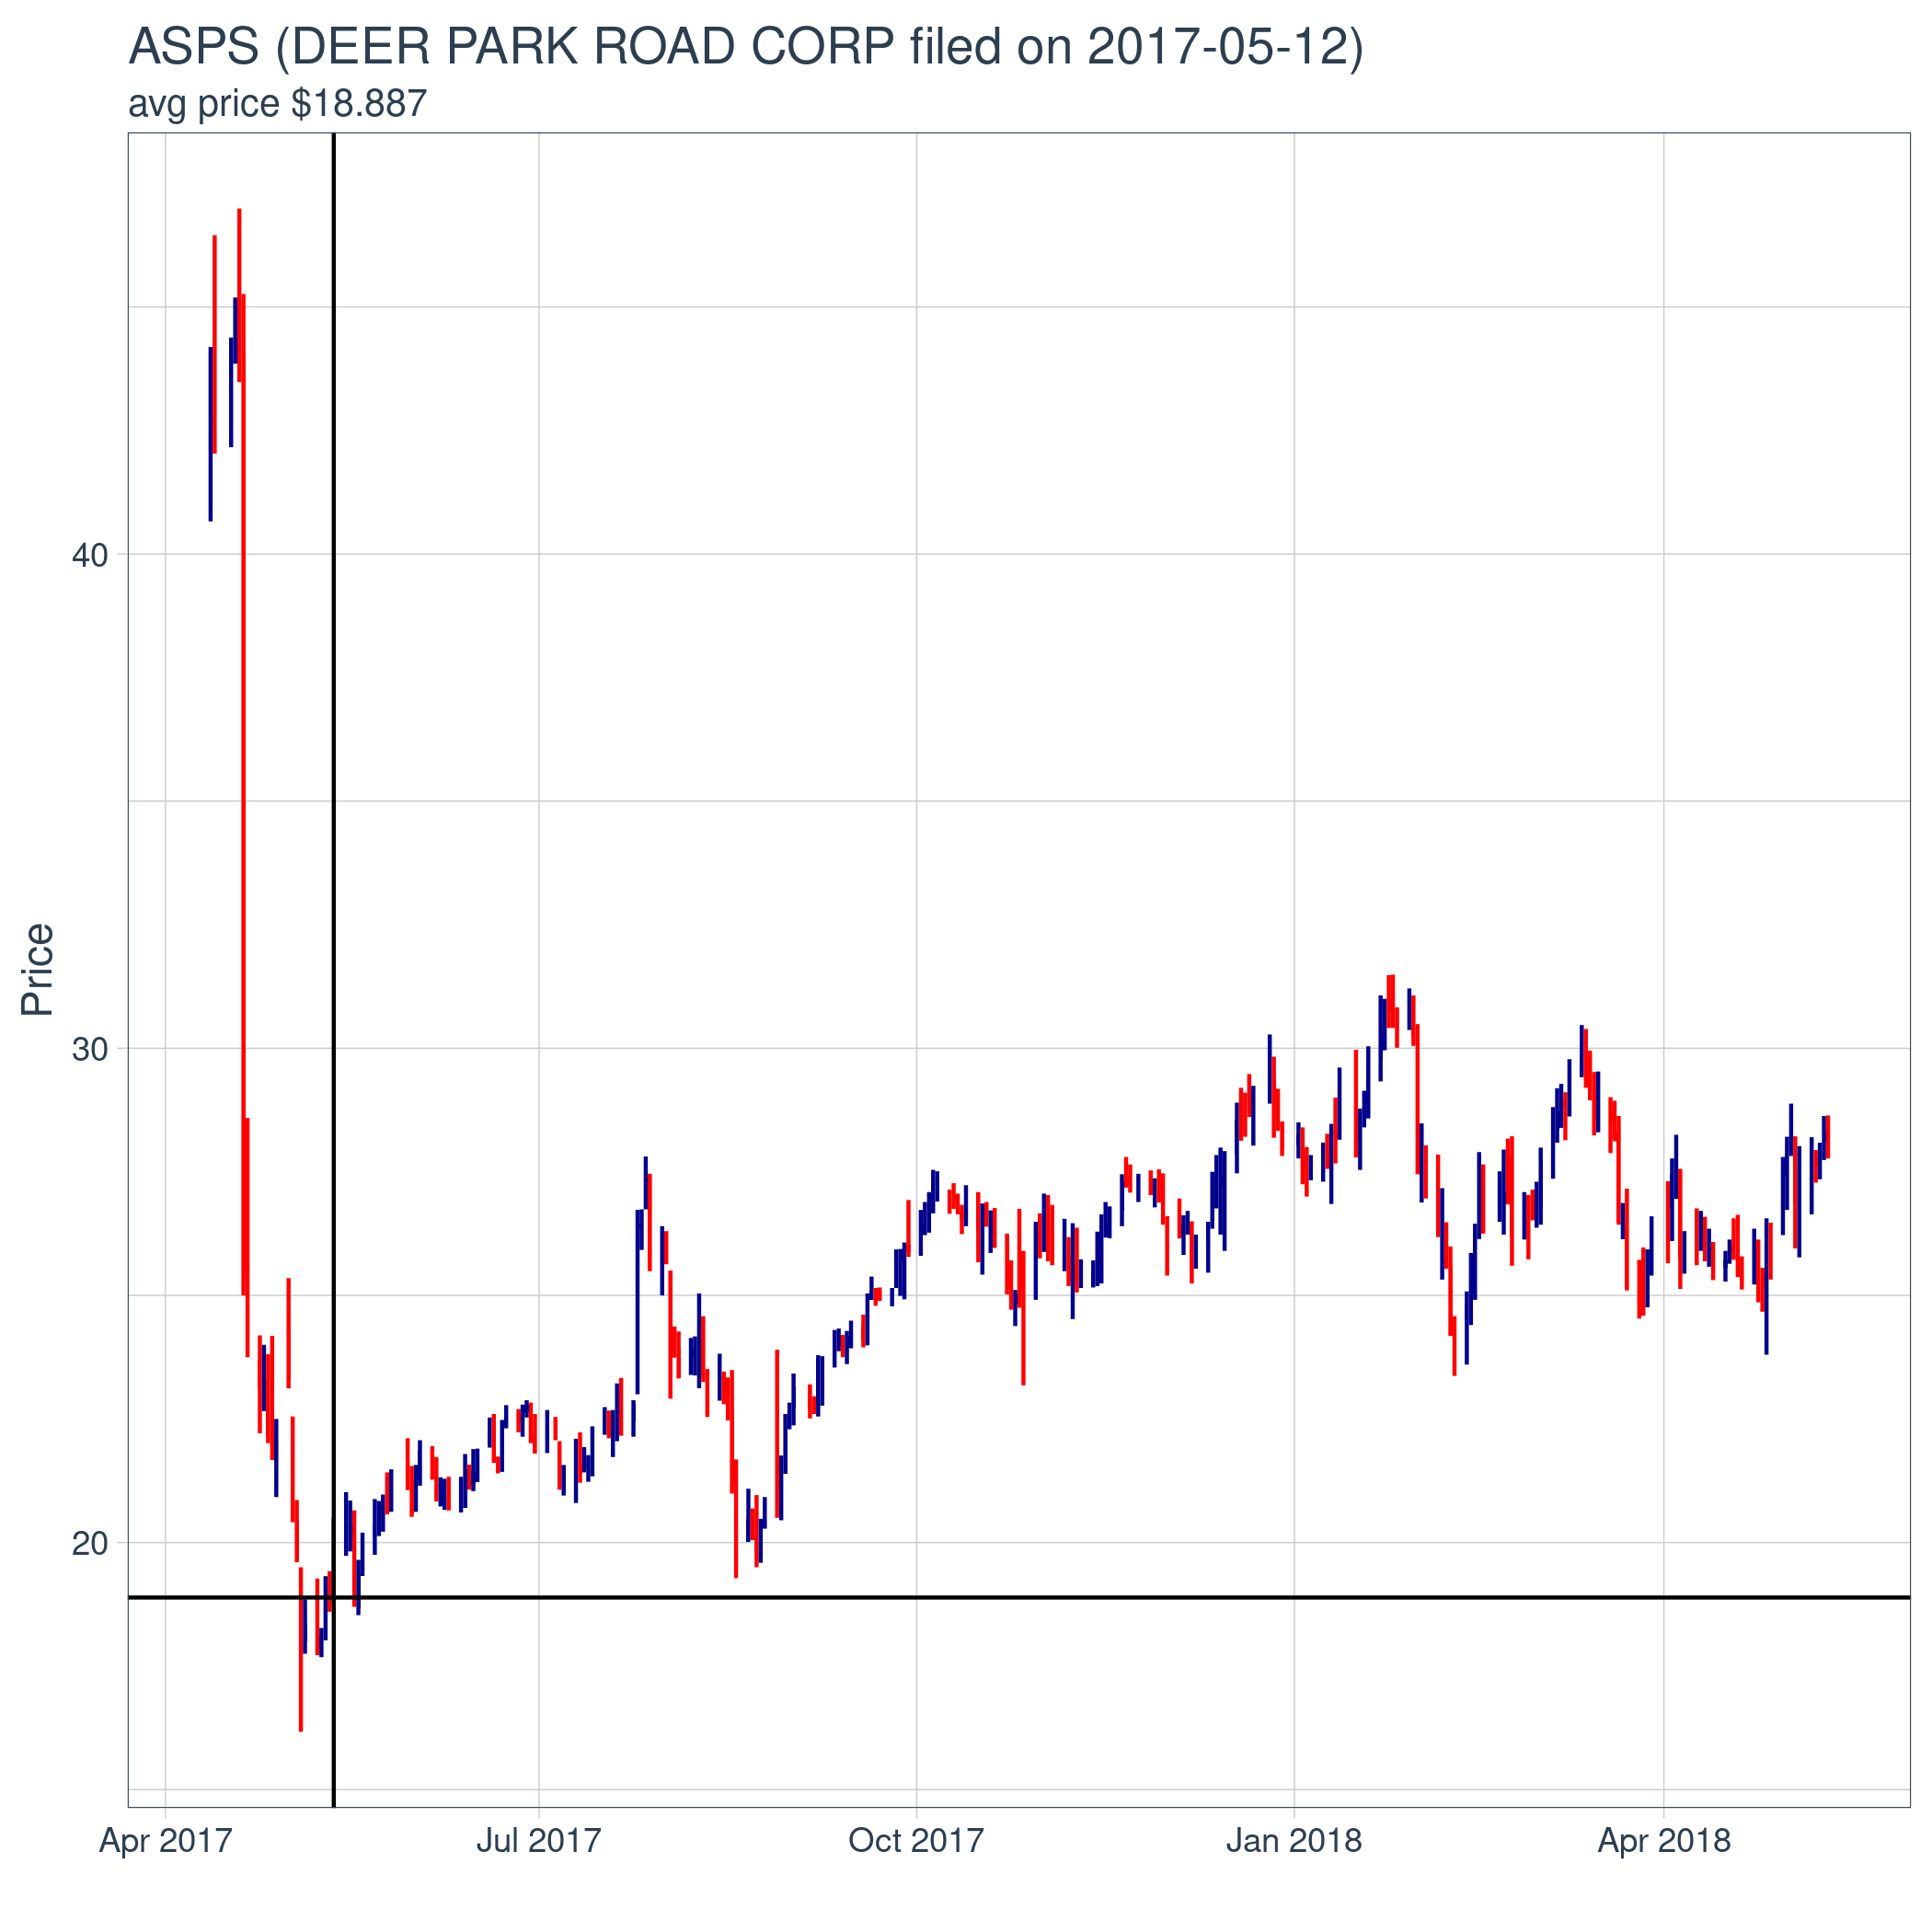 ASPS (DEER PARK ROAD CORP filed on 2017-05-12)
avg price $18.887
40
30
20
Price
Apr 2017
Jul 2017
Oct 2017
Jan 2018
Apr 2018